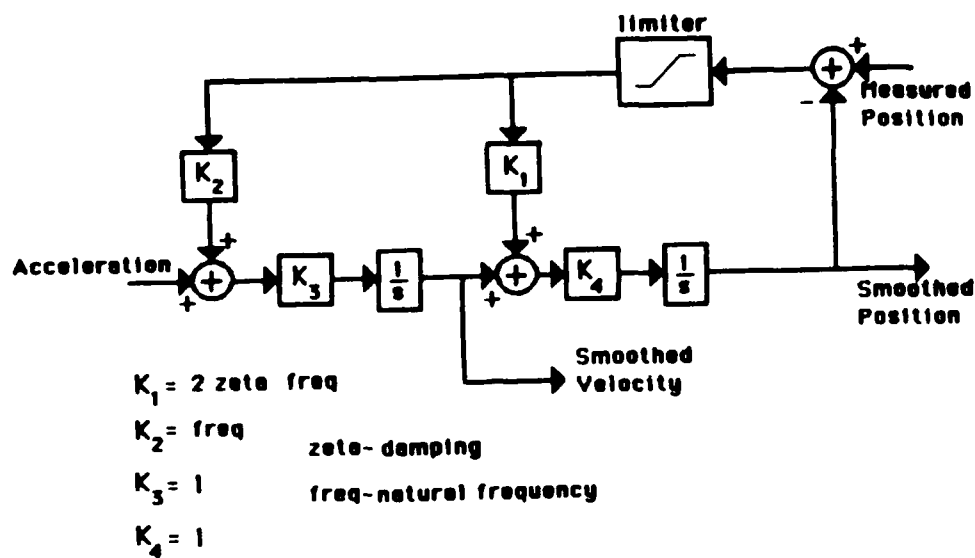 limiter
+
+
Measured
Position
-
K2
K1
+
+
Acceleration
+
+
K3
1/s
+
+
K4
1/s
Smoothed
Position
Smoothed
Velocity
K1 = 2 zeta freq
K2 = freq
zeta- damping
K3 = 1
freq-natural frequency
K4 = 1